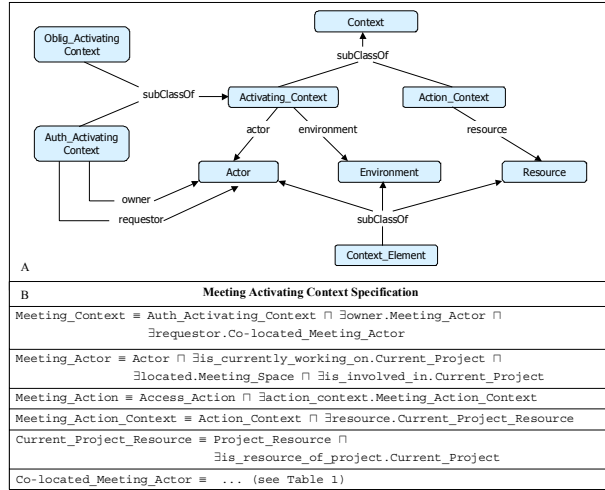 Context
Oblig_Activating
Context
subClassOf
subClassOf
Activating_Context
Action_Context
Auth_Activating
Context
actor
environment
resource
owner
requestor
Actor
Environment
Resource
subClassOf
Context_Element
A
B
Meeting Activating Context Specification
Meeting_Context ≡ Auth_Activating_Context ⊓ ∃owner.Meeting_Actor ⊓
∃requestor.Co-located_Meeting_Actor
Meeting_Actor ≡ Actor ⊓ ∃is_currently_working_on.Current_Project ⊓
∃located.Meeting_Space ⊓ ∃is_involved_in.Current_Project
Meeting_Action ≡ Access_Action ⊓ ∃action_context.Meeting_Action_Context
Meeting_Action_Context ≡ Action_Context ⊓ ∃resource.Current_Project_Resource
Current_Project_Resource ≡ Project_Resource ⊓
∃is_resource_of_project.Current_Project
Co-located_Meeting_Actor ≡ ... (see Table 1)